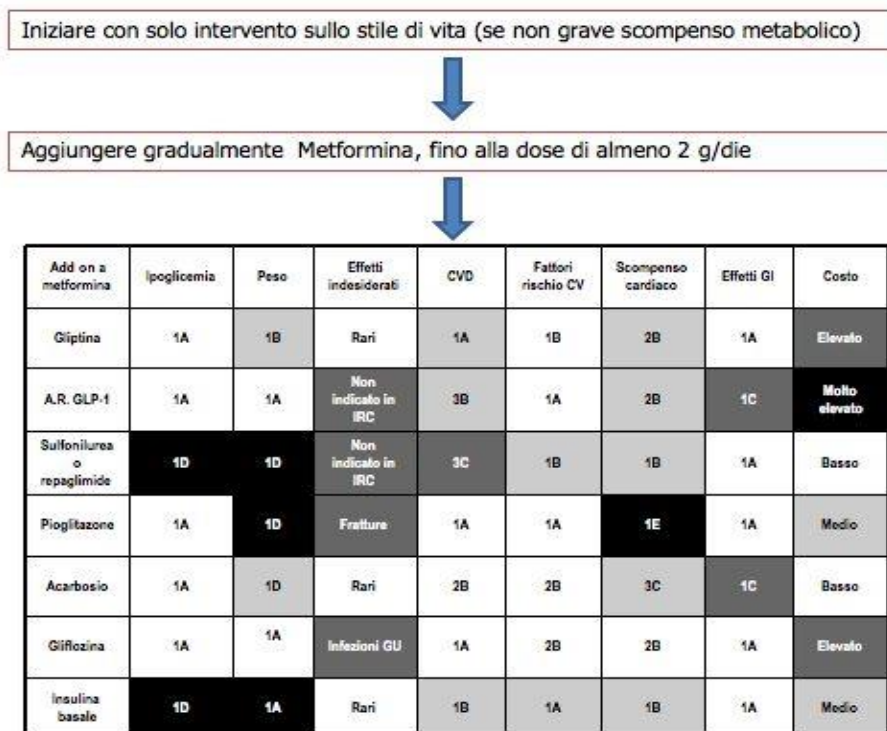 Iniziare con solo intervento sullo stile di vita (se non grave scompenso metabolico)
Aggiungere gradualmente Metformina, fino alla dose di almeno 2 g/die
Add on a metformina Ipoglicemia Peso Effetti indesiderati CVD Fattori rischio CV Scompenso cardiaco Effetti GI Costo
Gliptina 1A 1B Rari 1A 1B 2B 1A Elevato
A.R. GLP-1 1A 1A Non indicato in IRC 3B 1A 2B 1C Molto elevato
Sulfonilurea o repaglimide 1D 1D Non indicato in IRC 3C 1B 1B 1A Basso
Pioglitazone 1A 1D Fratture 1A 1A 1E 1A Medio
Acarbosio 1A 1D Rari 2B 2B 3C 1C Basso
Gliflozina 1A 1A Infezioni GU 1A 2B 2B 1A Elevato
Insulina basale 1D 1A Rari 1B 1A 1B 1A Medio